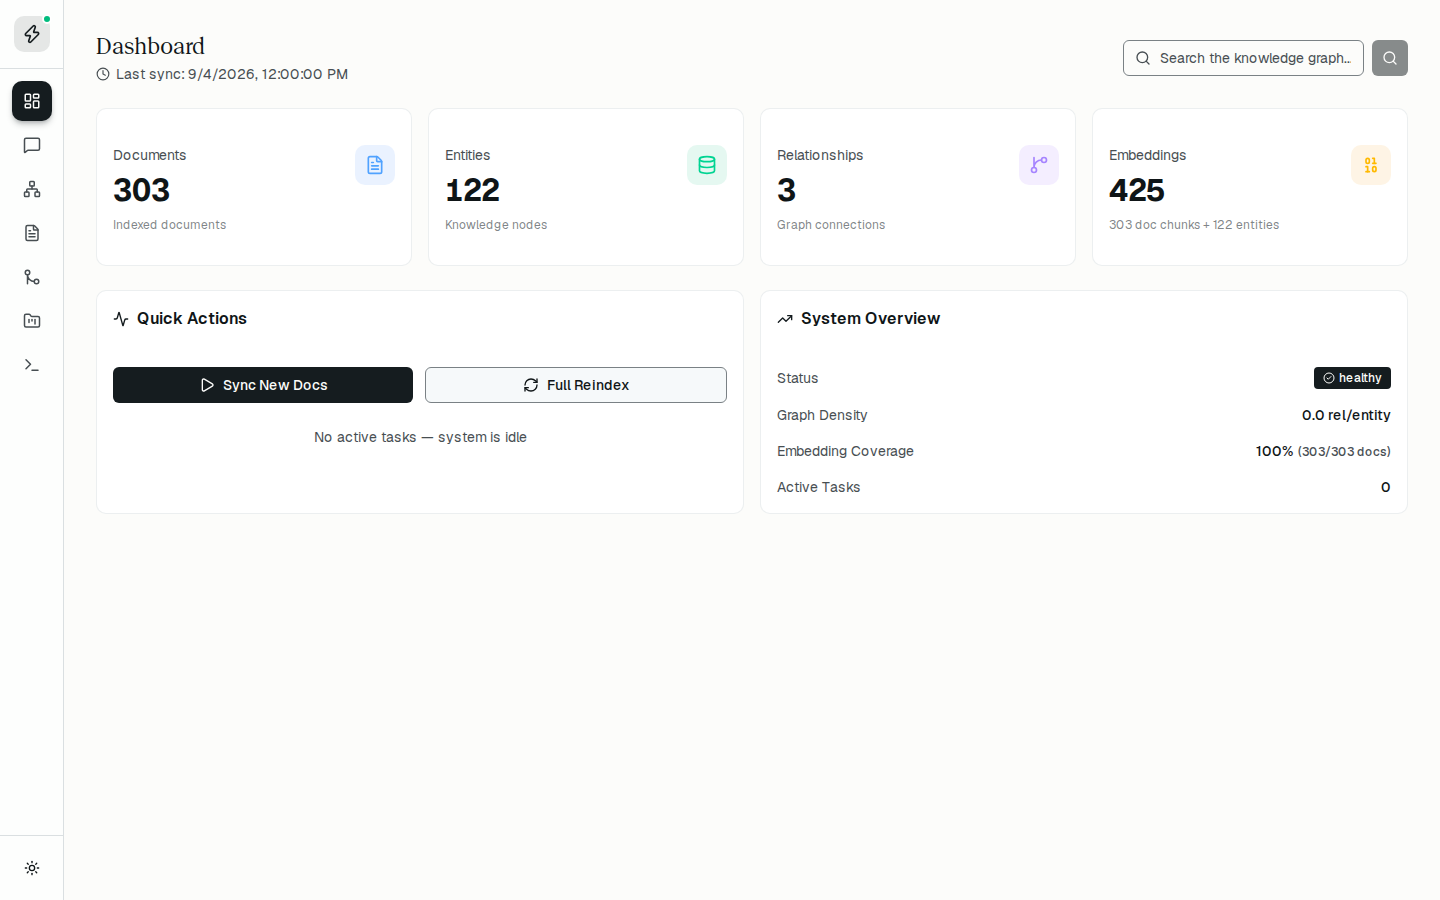 Dashboard
Last sync: 9/4/2026, 12:00:00 PM
Search the knowledge graph...
Documents
303
Indexed documents
Entities
122
Knowledge nodes
Relationships
3
Graph connections
Embeddings
425
303 doc chunks + 122 entities
Quick Actions
Sync New Docs
Full Reindex
No active tasks — system is idle
System Overview
Status
healthy
Graph Density
0.0 rel/entity
Embedding Coverage
100% (303/303 docs)
Active Tasks
0